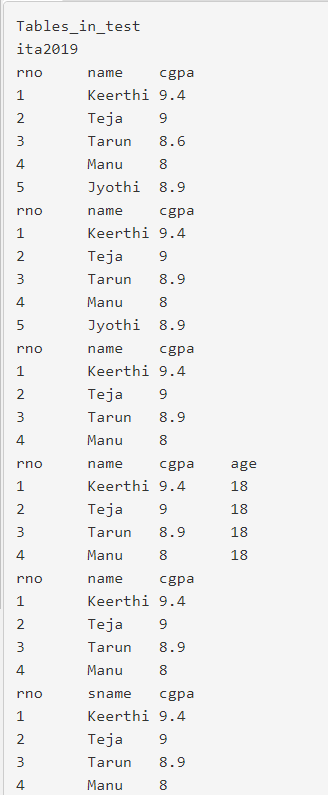 Tables_in_test
ita2019
rno name cgpa
1 Keerthi 9.4
2 Teja 9
3 Tarun 8.6
4 Manu 8
5 Jyothi 8.9
rno name cgpa
1 Keerthi 9.4
2 Teja 9
3 Tarun 8.9
4 Manu 8
5 Jyothi 8.9
rno name cgpa
1 Keerthi 9.4
2 Teja 9
3 Tarun 8.9
4 Manu 8
rno name cgpa age
1 Keerthi 9.4 18
2 Teja 9 18
3 Tarun 8.9 18
4 Manu 8 18
rno name cgpa
1 Keerthi 9.4
2 Teja 9
3 Tarun 8.9
4 Manu 8
rno sname cgpa
1 Keerthi 9.4
2 Teja 9
3 Tarun 8.9
4 Manu 8